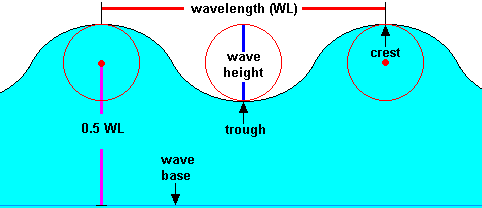 wavelength (WL)
wave
height
crest
0.5 WL
trough
wave
base